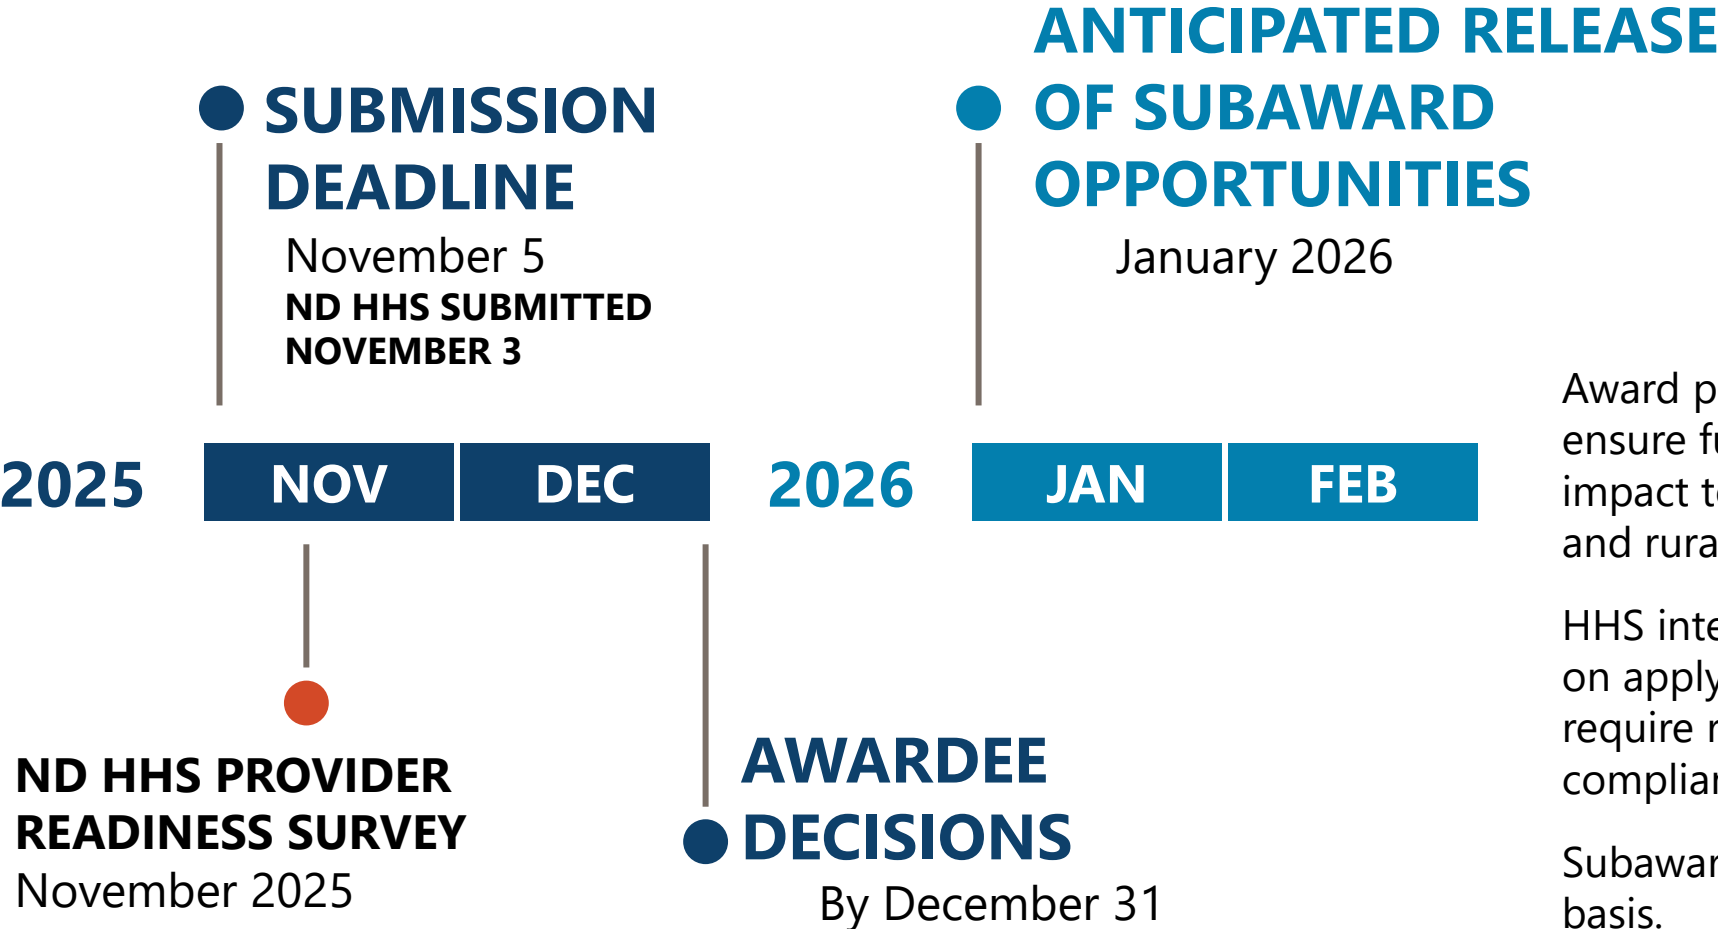 SUBMISSION
DEADLINE
November 5
ND HHS SUBMITTED
NOVEMBER 3
ANTICIPATED RELEASE
OF SUBAWARD
OPPORTUNITIES
January 2026
2025
NOV
DEC
2026
JAN
FEB
ND HHS PROVIDER
READINESS SURVEY
November 2025
AWARDEE
DECISIONS
By December 31
Award
ensure
impact
and
HHS
on
require
basis.